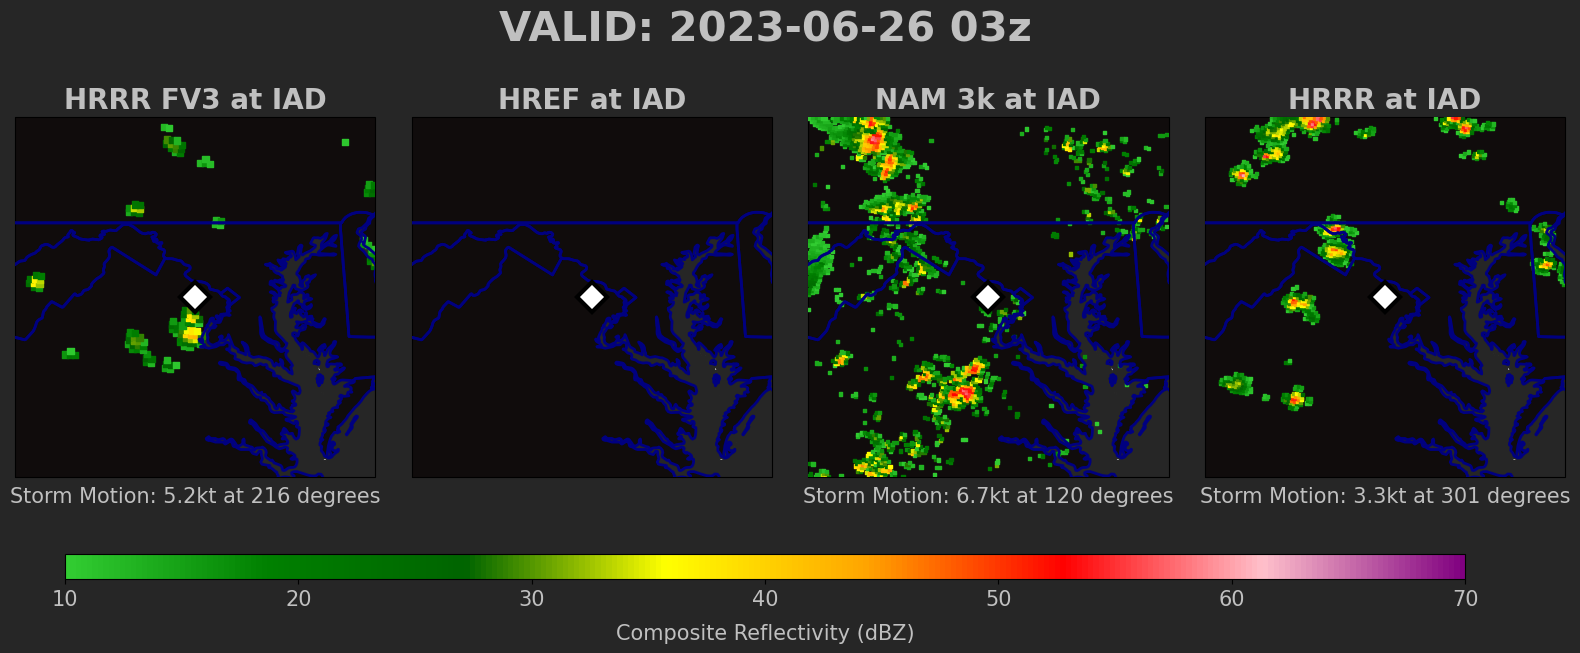 VALID: 2023-06-26 03z
HRRR FV3 at IAD
HREF at IAD
NAM 3k at IAD
HRRR at IAD
Storm Motion: 5.2kt at 216 degrees
Storm Motion: 6.7kt at 120 degrees
Storm Motion: 3.3kt at 301 degrees
10 20 30 40 50 60 70
Composite Reflectivity (dBZ)